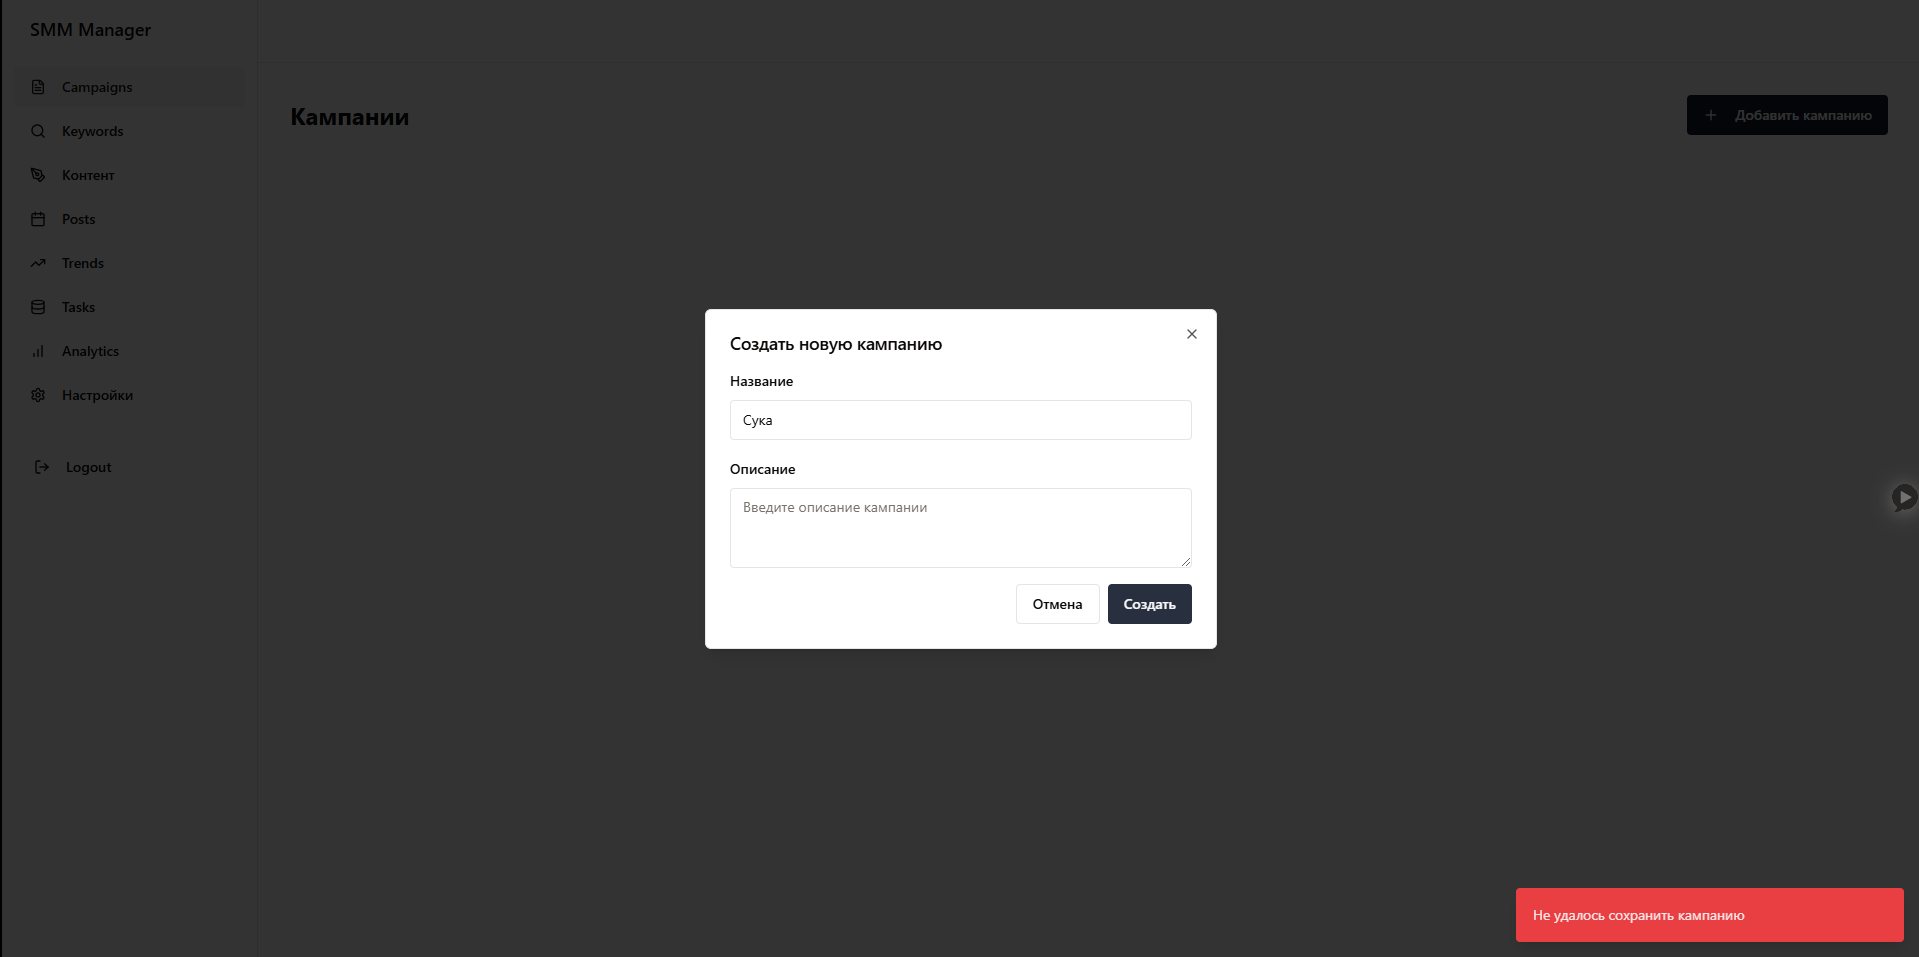 SMM Manager
Campaigns
Keywords
Контент
Posts
Trends
Tasks
Analytics
Настройки
Logout
Кампании
Добавить кампанию
Создать новую кампанию
Название
Сука
Описание
Введите описание кампании
Отмена
Создать
Не удалось сохранить кампанию